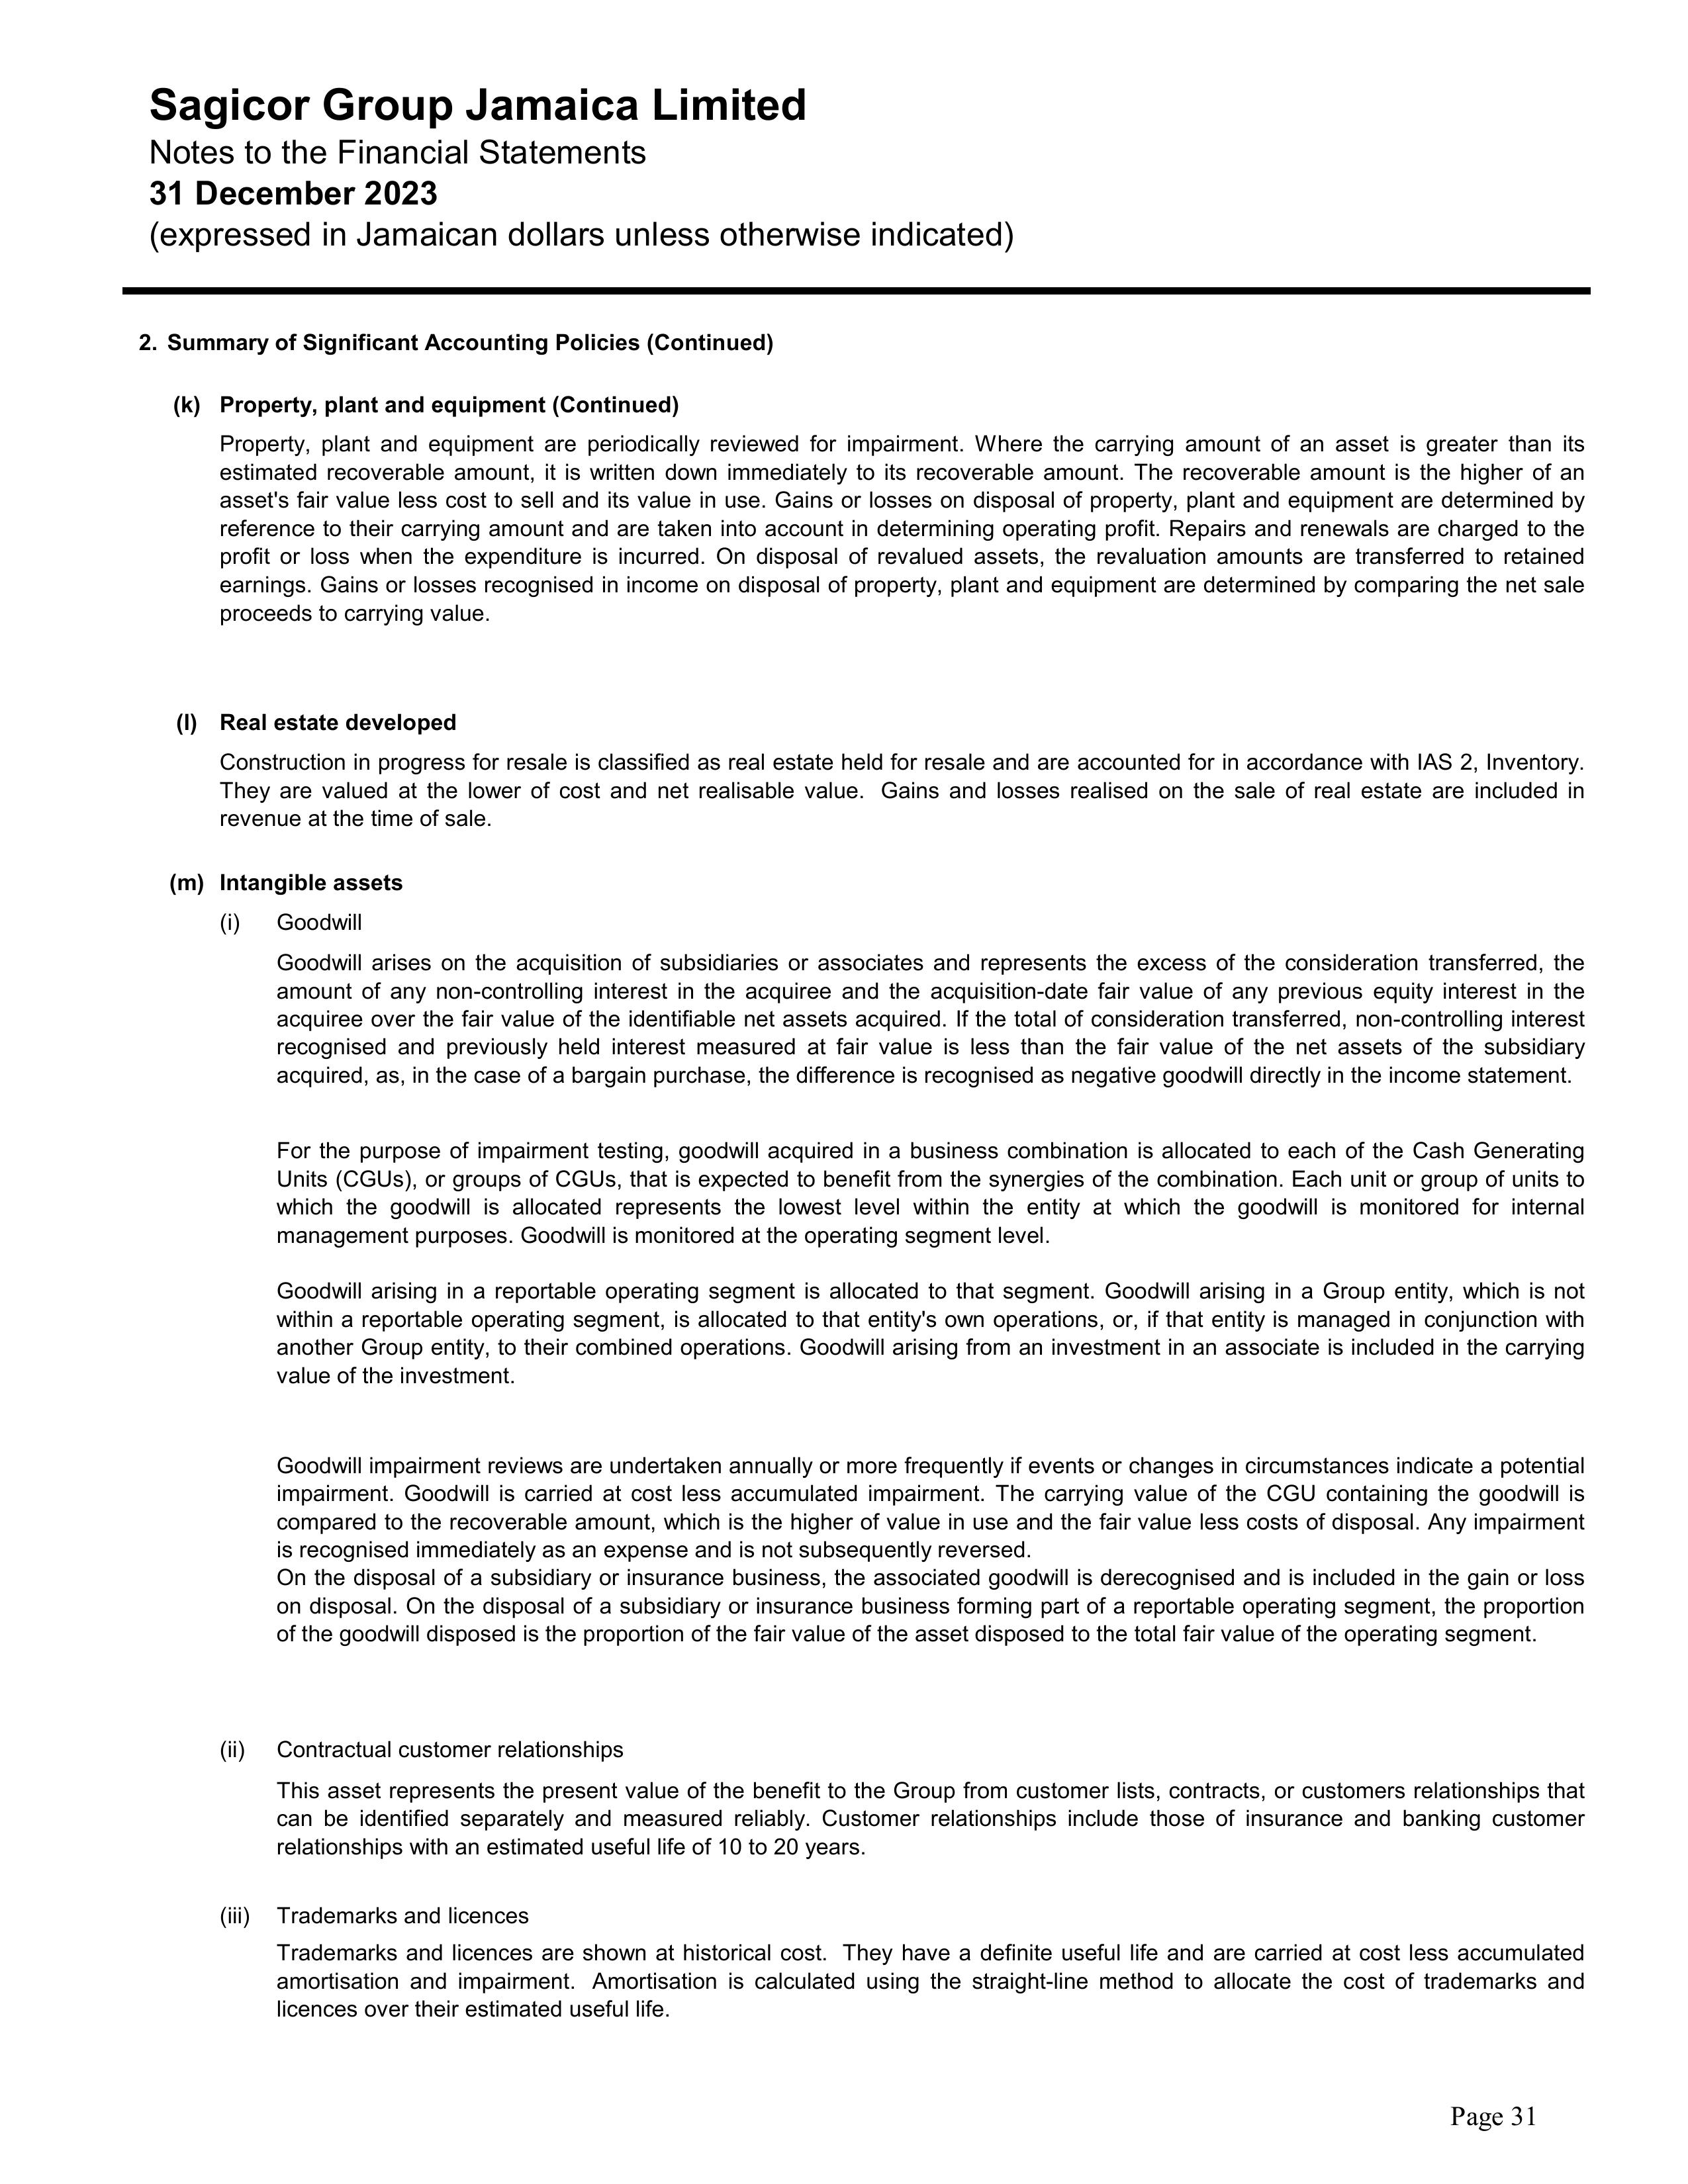 Sagicor Group Jamaica Limited
Notes to the Financial Statements
31 December 2023
(expressed in Jamaican dollars unless otherwise indicated)
2. Summary of Significant Accounting Policies (Continued)
(k) Property, plant and equipment (Continued)
Property, plant and equipment are periodically reviewed for impairment. Where the carrying amount of an asset is greater than its
estimated recoverable amount, it is written down immediately to its recoverable amount. The recoverable amount is the higher of an
asset's fair value less cost to sell and its value in use. Gains or losses on disposal of property, plant and equipment are determined by
reference to their carrying amount and are taken into account in determining operating profit. Repairs and renewals are charged to the
profit or loss when the expenditure is incurred. On disposal of revalued assets, the revaluation amounts are transferred to retained
earnings. Gains or losses recognised in income on disposal of property, plant and equipment are determined by comparing the net sale
proceeds to carrying value.
(l) Real estate developed
Construction in progress for resale is classified as real estate held for resale and are accounted for in accordance with IAS 2, Inventory.
They are valued at the lower of cost and net realisable value. Gains and losses realised on the sale of real estate are included in
revenue at the time of sale.
(m) Intangible assets
(i) Goodwill
Goodwill arises on the acquisition of subsidiaries or associates and represents the excess of the consideration transferred, the
amount of any non-controlling interest in the acquiree and the acquisition-date fair value of any previous equity interest in the
acquiree over the fair value of the identifiable net assets acquired. If the total of consideration transferred, non-controlling interest
recognised and previously held interest measured at fair value is less than the fair value of the net assets of the subsidiary
acquired, as, in the case of a bargain purchase, the difference is recognised as negative goodwill directly in the income statement.
For the purpose of impairment testing, goodwill acquired in a business combination is allocated to each of the Cash Generating
Units (CGUs), or groups of CGUs, that is expected to benefit from the synergies of the combination. Each unit or group of units to
which the goodwill is allocated represents the lowest level within the entity at which the goodwill is monitored for internal
management purposes. Goodwill is monitored at the operating segment level.
Goodwill arising in a reportable operating segment is allocated to that segment. Goodwill arising in a Group entity, which is not
within a reportable operating segment, is allocated to that entity's own operations, or, if that entity is managed in conjunction with
another Group entity, to their combined operations. Goodwill arising from an investment in an associate is included in the carrying
value of the investment.
Goodwill impairment reviews are undertaken annually or more frequently if events or changes in circumstances indicate a potential
impairment. Goodwill is carried at cost less accumulated impairment. The carrying value of the CGU containing the goodwill is
compared to the recoverable amount, which is the higher of value in use and the fair value less costs of disposal. Any impairment
is recognised immediately as an expense and is not subsequently reversed.
On the disposal of a subsidiary or insurance business, the associated goodwill is derecognised and is included in the gain or loss
on disposal. On the disposal of a subsidiary or insurance business forming part of a reportable operating segment, the proportion
of the goodwill disposed is the proportion of the fair value of the asset disposed to the total fair value of the operating segment.
(ii) Contractual customer relationships
This asset represents the present value of the benefit to the Group from customer lists, contracts, or customers relationships that
can be identified separately and measured reliably. Customer relationships include those of insurance and banking customer
relationships with an estimated useful life of 10 to 20 years.
(iii) Trademarks and licences
Trademarks and licences are shown at historical cost. They have a definite useful life and are carried at cost less accumulated
amortisation and impairment. Amortisation is calculated using the straight-line method to allocate the cost of trademarks and
licences over their estimated useful life.
Page 31